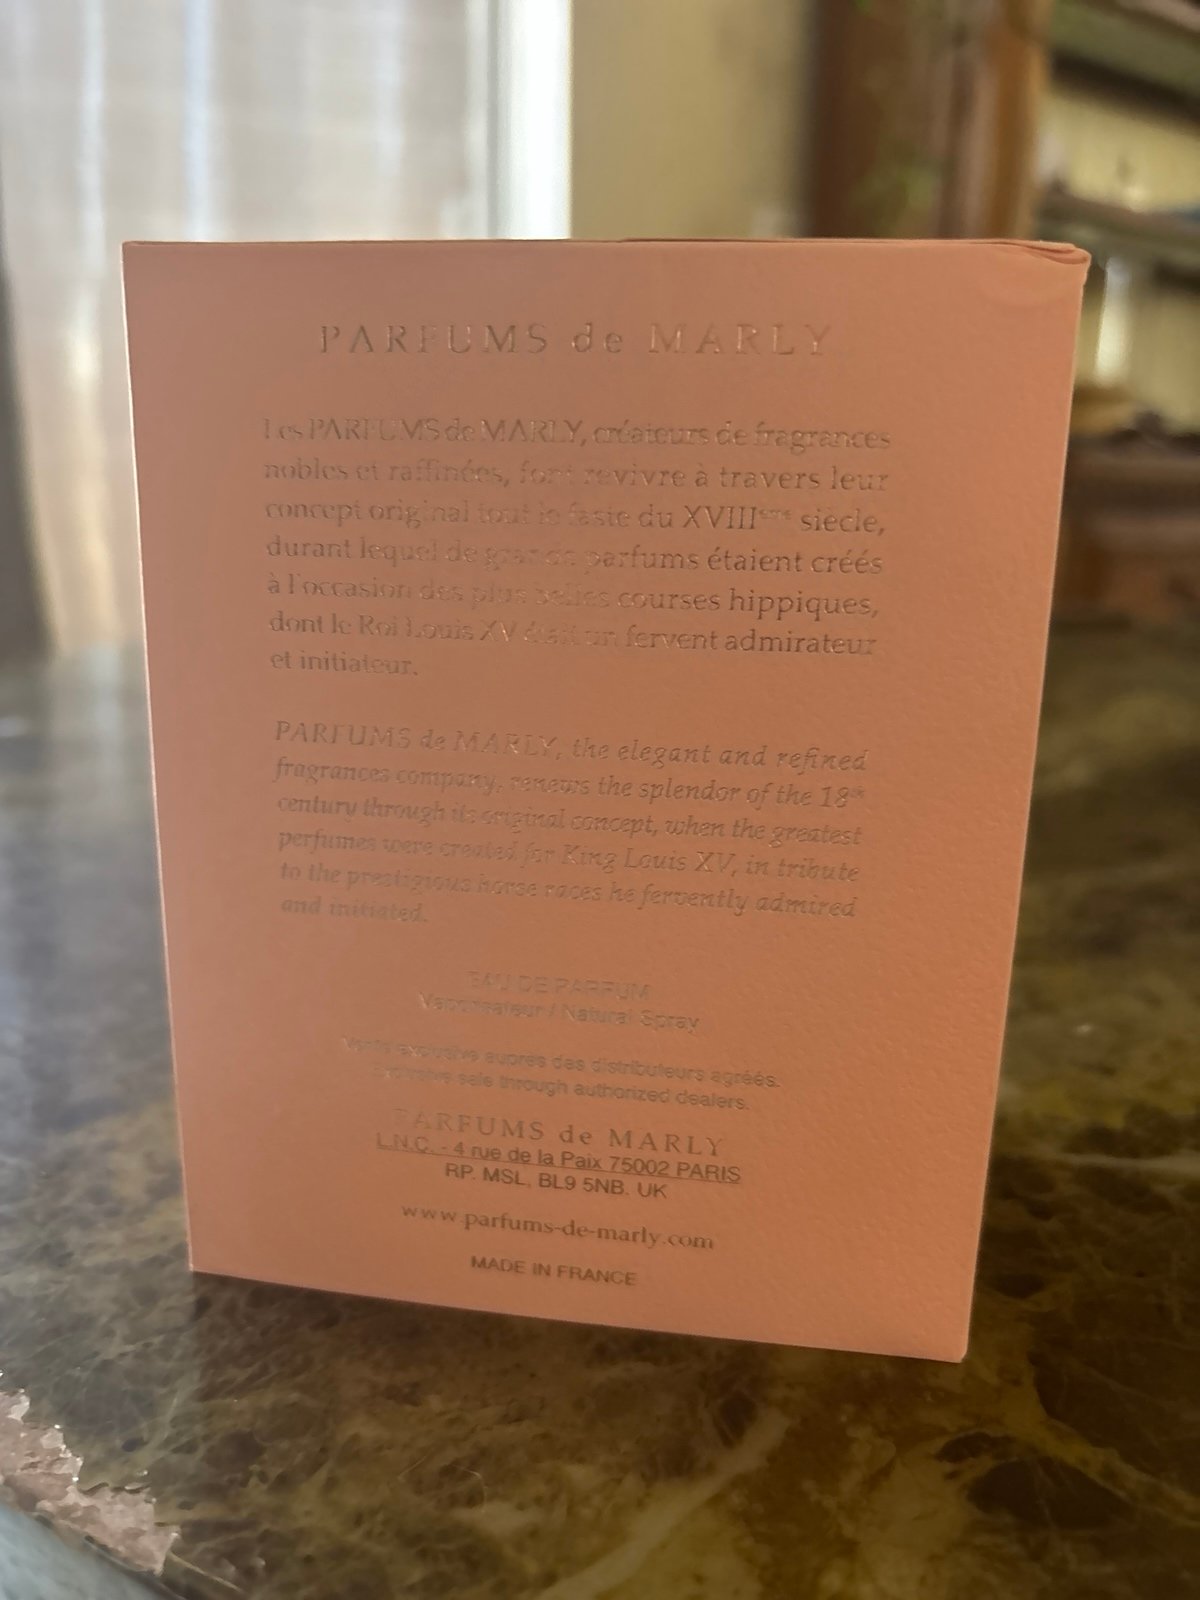 PARFUMS de MARLY
Les PARFUMS de MARLY, créateurs de fragrances
nobles et raffinées, font revivre à travers leur
concept original tout le faste du XVIIIème siècle,
durant lequel de grands parfums étaient créés
à l'occasion des plus belles courses hippiques,
dont le Roi Louis XV était un fervent admirateur
et initiateur.
PARFUMS de MARLY, the elegant and refined
fragrances company, renews the splendor of the 18th
century through its original concept, when the greatest
perfumes were created for King Louis XV, in tribute
to the prestigious horse races he fervently admired
and initiated.
EAU DE PARFUM
Vaporisateur / Natural Spray
Vente exclusive auprès des distributeurs agréés.
Exclusive sale through authorized dealers.
PARFUMS de MARLY
L.N.C. - 4 rue de la Paix 75002 PARIS
RP. MSL, BL9 5NB. UK
www.parfums-de-marly.com
MADE IN FRANCE